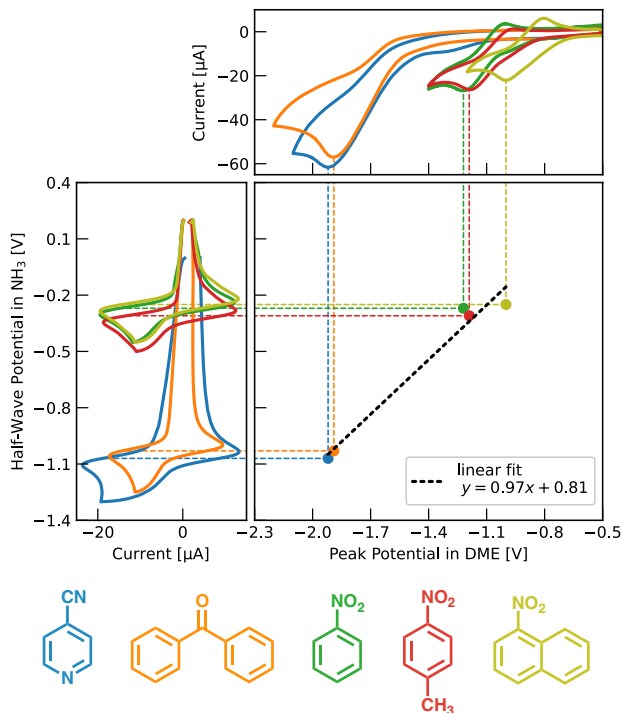 0
−20
−40
−60
Current [μA]
0.4
0.1
−0.2
−0.5
−0.8
−1.1
−1.4
Half-Wave Potential in NH₃ [V]
linear fit
y = 0.97x + 0.81
−20
0
−2.3
−2.0
−1.7
−1.4
−1.1
−0.8
−0.5
Current [μA]
Peak Potential in DME [V]
CN
O
NO₂
NO₂
NO₂
N
CH₃